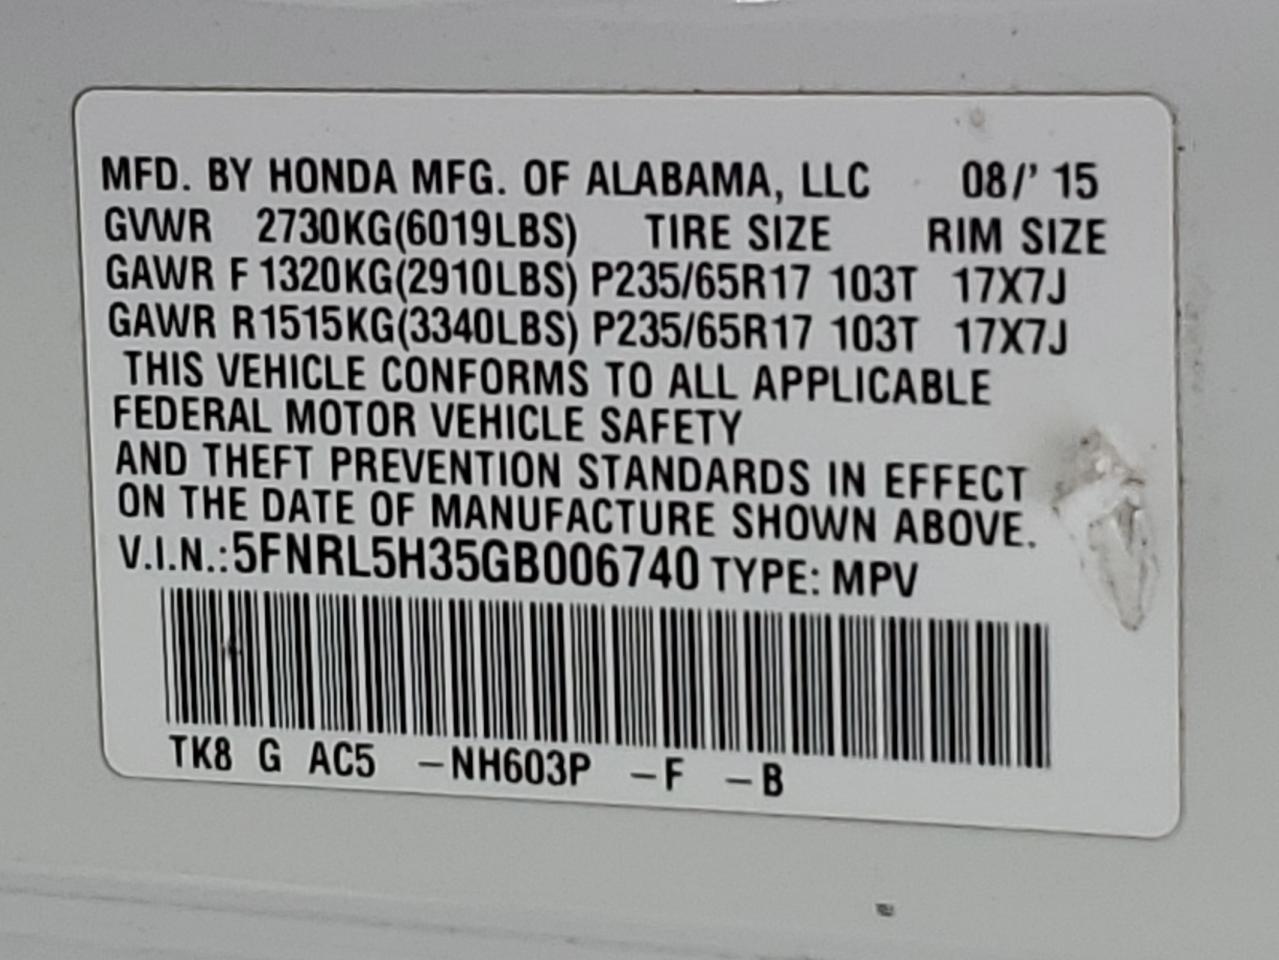 MFD. BY HONDA MFG. OF ALABAMA, LLC 08/' 15
GVWR 2730KG(6019LBS) TIRE SIZE RIM SIZE
GAWR F 1320KG(2910LBS) P235/65R17 103T 17X7J
GAWR R1515KG(3340LBS) P235/65R17 103T 17X7J
THIS VEHICLE CONFORMS TO ALL APPLICABLE
FEDERAL MOTOR VEHICLE SAFETY
AND THEFT PREVENTION STANDARDS IN EFFECT
ON THE DATE OF MANUFACTURE SHOWN ABOVE.
V.I.N.:5FNRL5H35GB006740 TYPE: MPV
TK8 G AC5 -NH603P -F -B